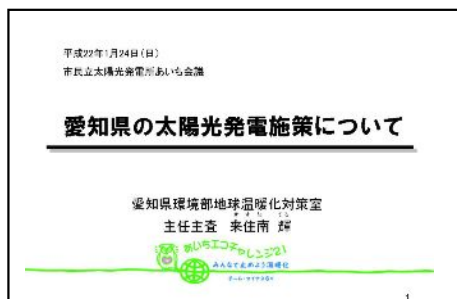 平成22年1月24日(日)
市民立太陽光発電所あいち会議
愛知県の太陽光発電施策について
愛知県環境部地球温暖化対策室
主任主査 来住南 輝
あいちエコチャレンジ21
みんなで止めよう温暖化
1